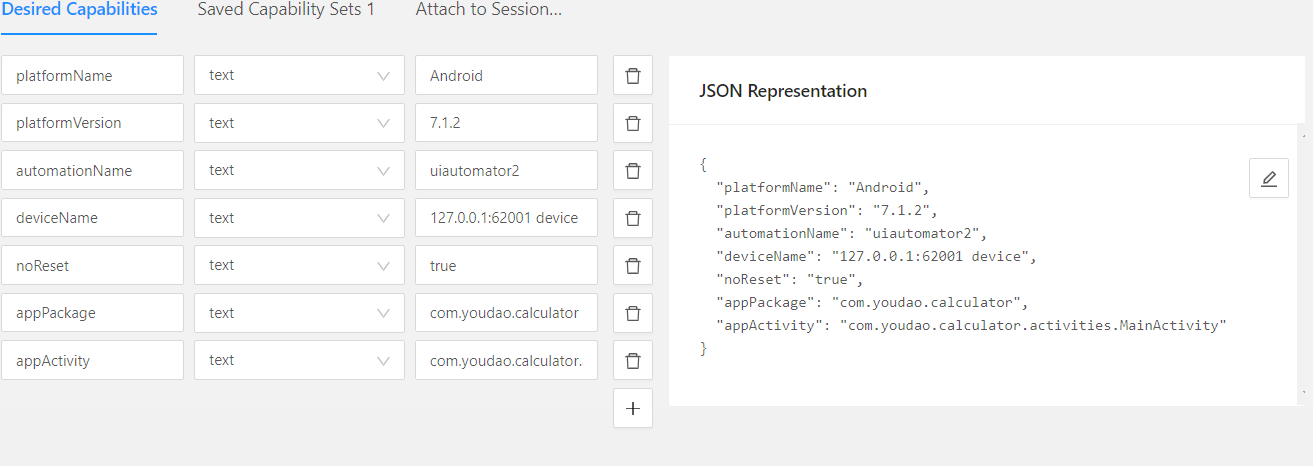 Desired Capabilities Saved Capability Sets 1 Attach to Session...
platformName text Android
platformVersion text 7.1.2
automationName text uiautomator2
deviceName text 127.0.0.1:62001 device
noReset text true
appPackage text com.youdao.calculator
appActivity text com.youdao.calculator.
JSON Representation
{
"platformName": "Android",
"platformVersion": "7.1.2",
"automationName": "uiautomator2",
"deviceName": "127.0.0.1:62001 device",
"noReset": "true",
"appPackage": "com.youdao.calculator",
"appActivity": "com.youdao.calculator.activities.MainActivity"
}